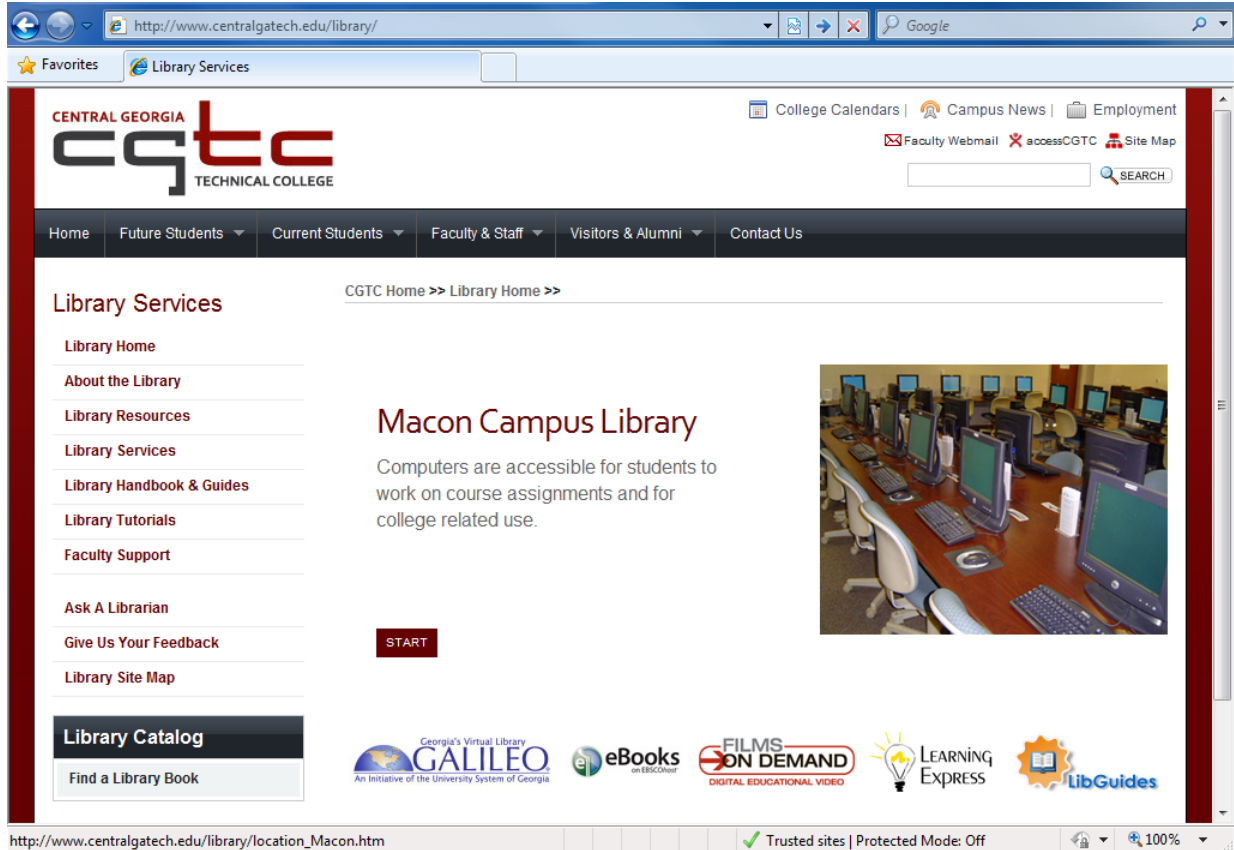 http://www.centralgatech.edu/library/
Google
Favorites
Library Services
CENTRAL GEORGIA
cgtc
TECHNICAL COLLEGE
College Calendars | Campus News | Employment
Faculty Webmail accessCGTC Site Map
SEARCH
Home Future Students Current Students Faculty & Staff Visitors & Alumni Contact Us
Library Services
Library Home
About the Library
Library Resources
Library Services
Library Handbook & Guides
Library Tutorials
Faculty Support
Ask A Librarian
Give Us Your Feedback
Library Site Map
Library Catalog
Find a Library Book
CGTC Home >> Library Home >>
Macon Campus Library
Computers are accessible for students to
work on course assignments and for
college related use.
START
Georgia's Virtual Library
GALILEO
An Initiative of the University System of Georgia
eBooks
on EBSCOhost
FILMS
ON DEMAND
DIGITAL EDUCATIONAL VIDEO
LEARNING
EXPRESS
LibGuides
http://www.centralgatech.edu/library/location_Macon.htm
Trusted sites | Protected Mode: Off
100%